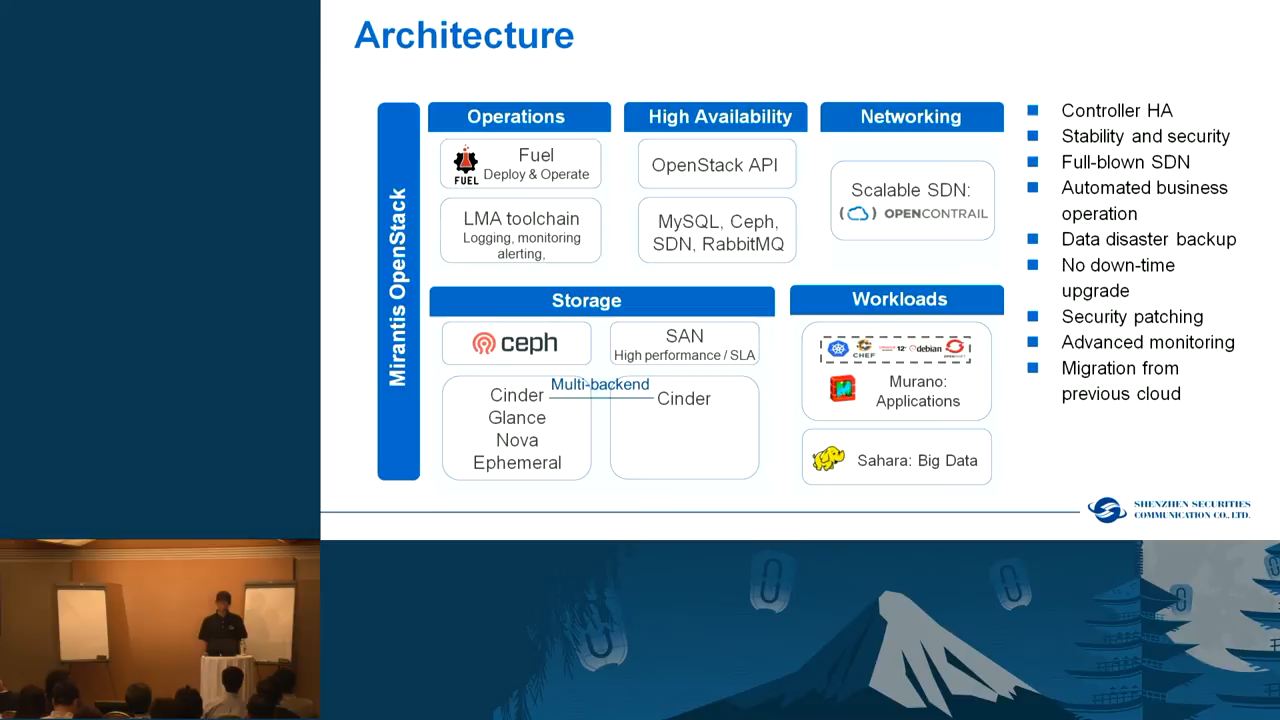 Architecture
Mirantis OpenStack
Operations
FUEL
Fuel
Deploy & Operate
LMA toolchain
Logging, monitoring
alerting,
High Availability
OpenStack API
MySQL, Ceph,
SDN, RabbitMQ
Networking
Scalable SDN:
OPENCONTRAIL
Storage
ceph
SAN
High performance / SLA
Multi-backend
Cinder
Glance
Nova
Ephemeral
Cinder
Workloads
CHEF
12c
debian
Murano:
Applications
Sahara: Big Data
Controller HA
Stability and security
Full-blown SDN
Automated business
operation
Data disaster backup
No down-time
upgrade
Security patching
Advanced monitoring
Migration from
previous cloud
SHENZHEN SECURITIES
COMMUNICATION CO., LTD.